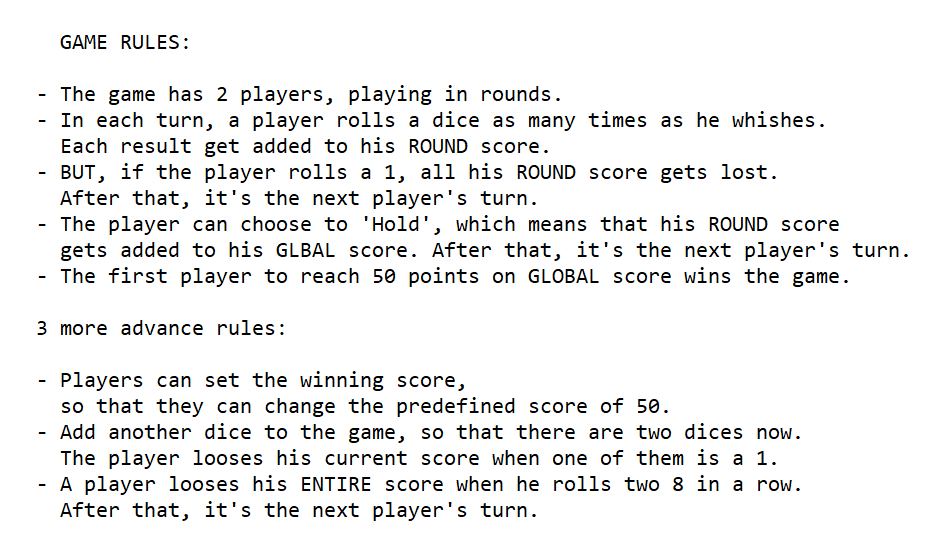 GAME RULES:
- The game has 2 players, playing in rounds.
- In each turn, a player rolls a dice as many times as he whishes.
Each result get added to his ROUND score.
- BUT, if the player rolls a 1, all his ROUND score gets lost.
After that, it's the next player's turn.
- The player can choose to 'Hold', which means that his ROUND score
gets added to his GLBAL score. After that, it's the next player's turn.
- The first player to reach 50 points on GLOBAL score wins the game.
3 more advance rules:
- Players can set the winning score,
so that they can change the predefined score of 50.
- Add another dice to the game, so that there are two dices now.
The player looses his current score when one of them is a 1.
- A player looses his ENTIRE score when he rolls two 8 in a row.
After that, it's the next player's turn.